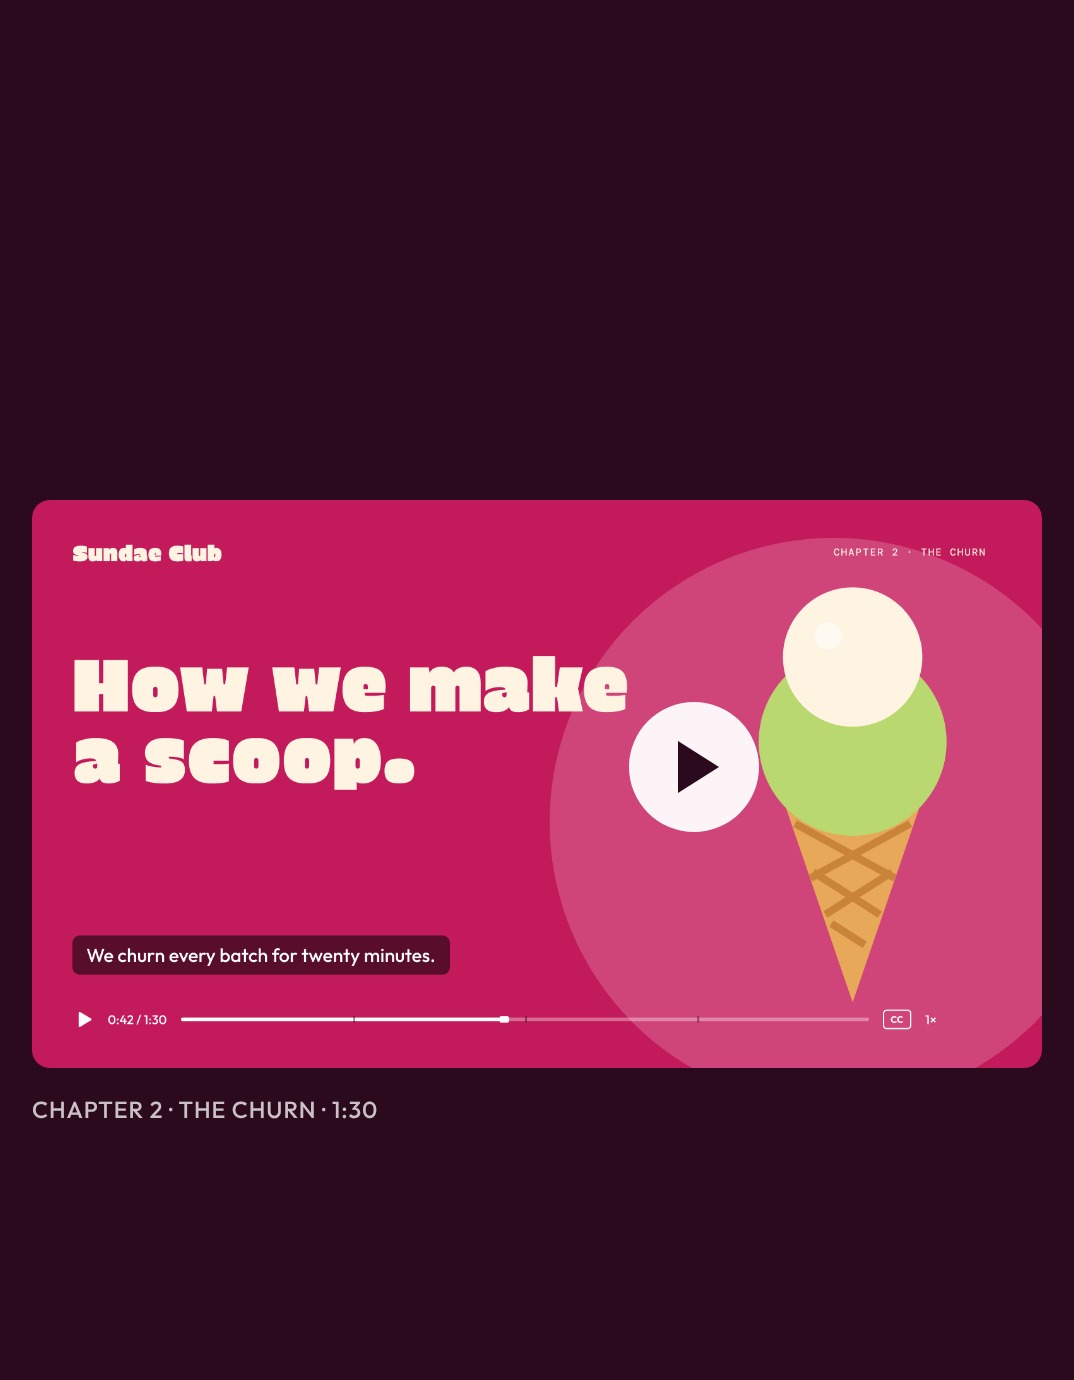 Sundae Club
CHAPTER 2 · THE CHURN
How we make
a scoop.
We churn every batch for twenty minutes.
0:42 / 1:30
CC
1×
CHAPTER 2 · THE CHURN · 1:30